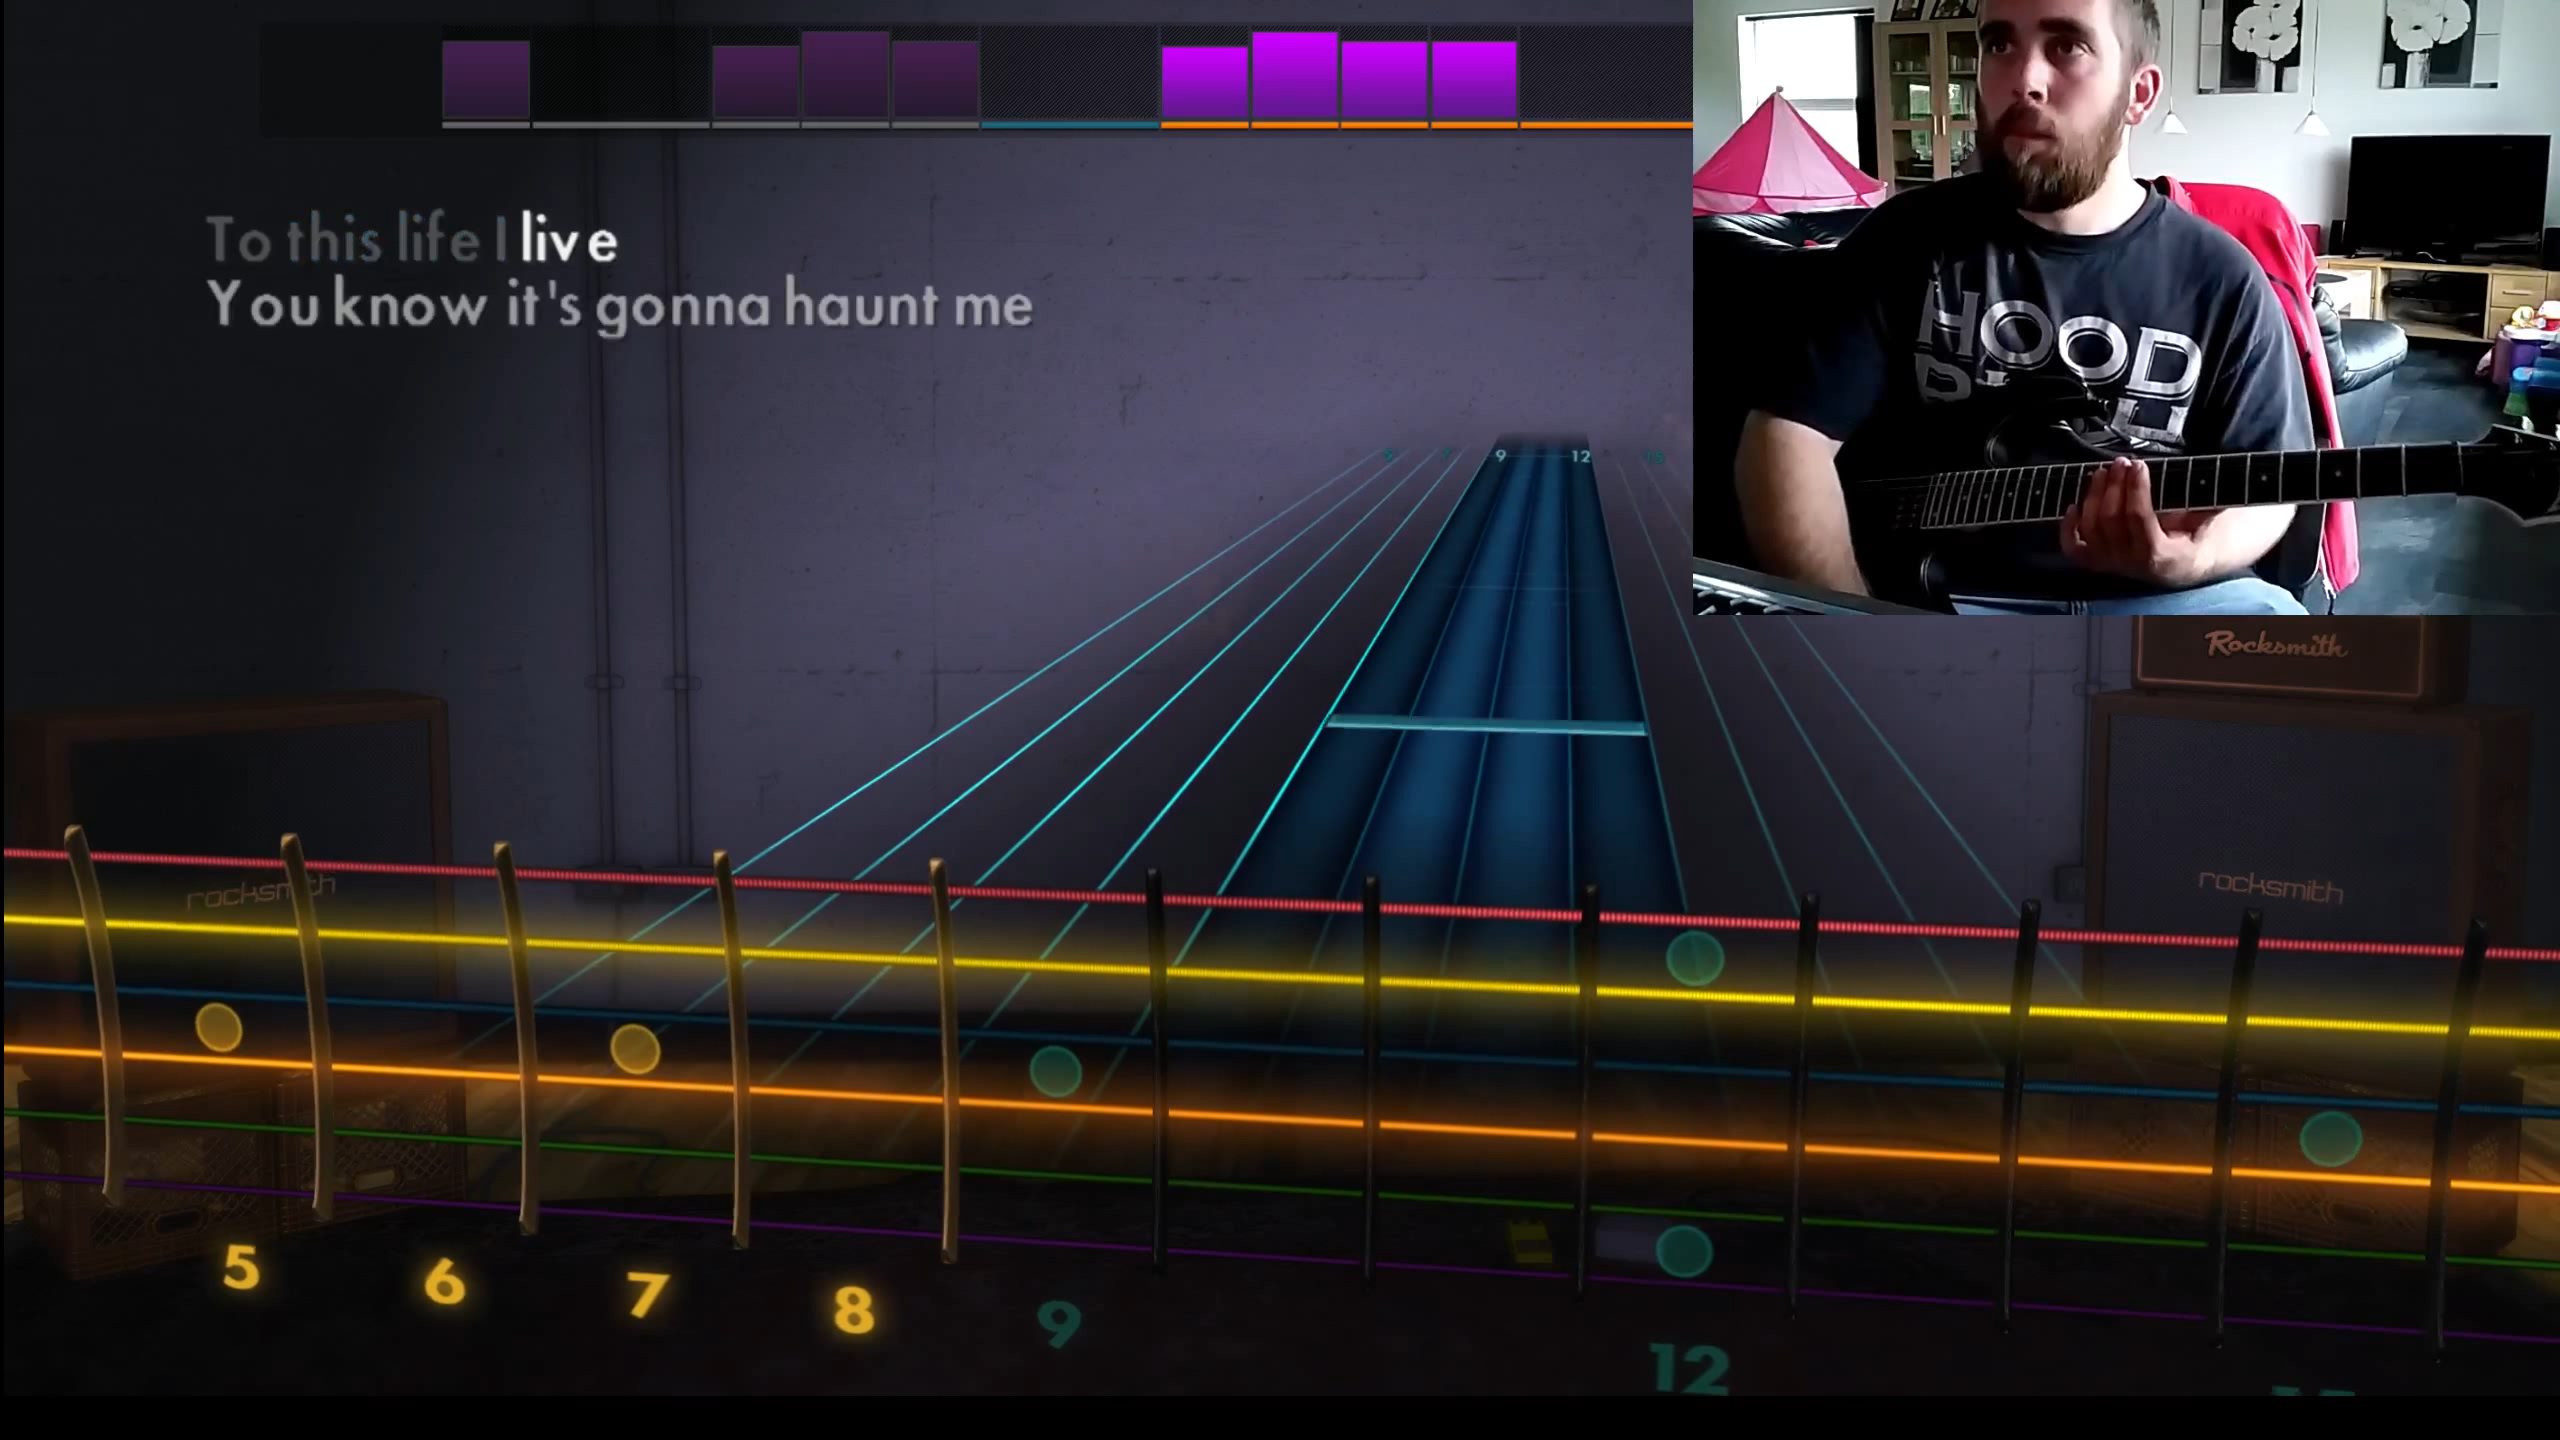 To this life I live
You know it's gonna haunt me
9 12
HOOD
Rocksmith
rocksmith
rocksmith
5 6 7 8 9 12